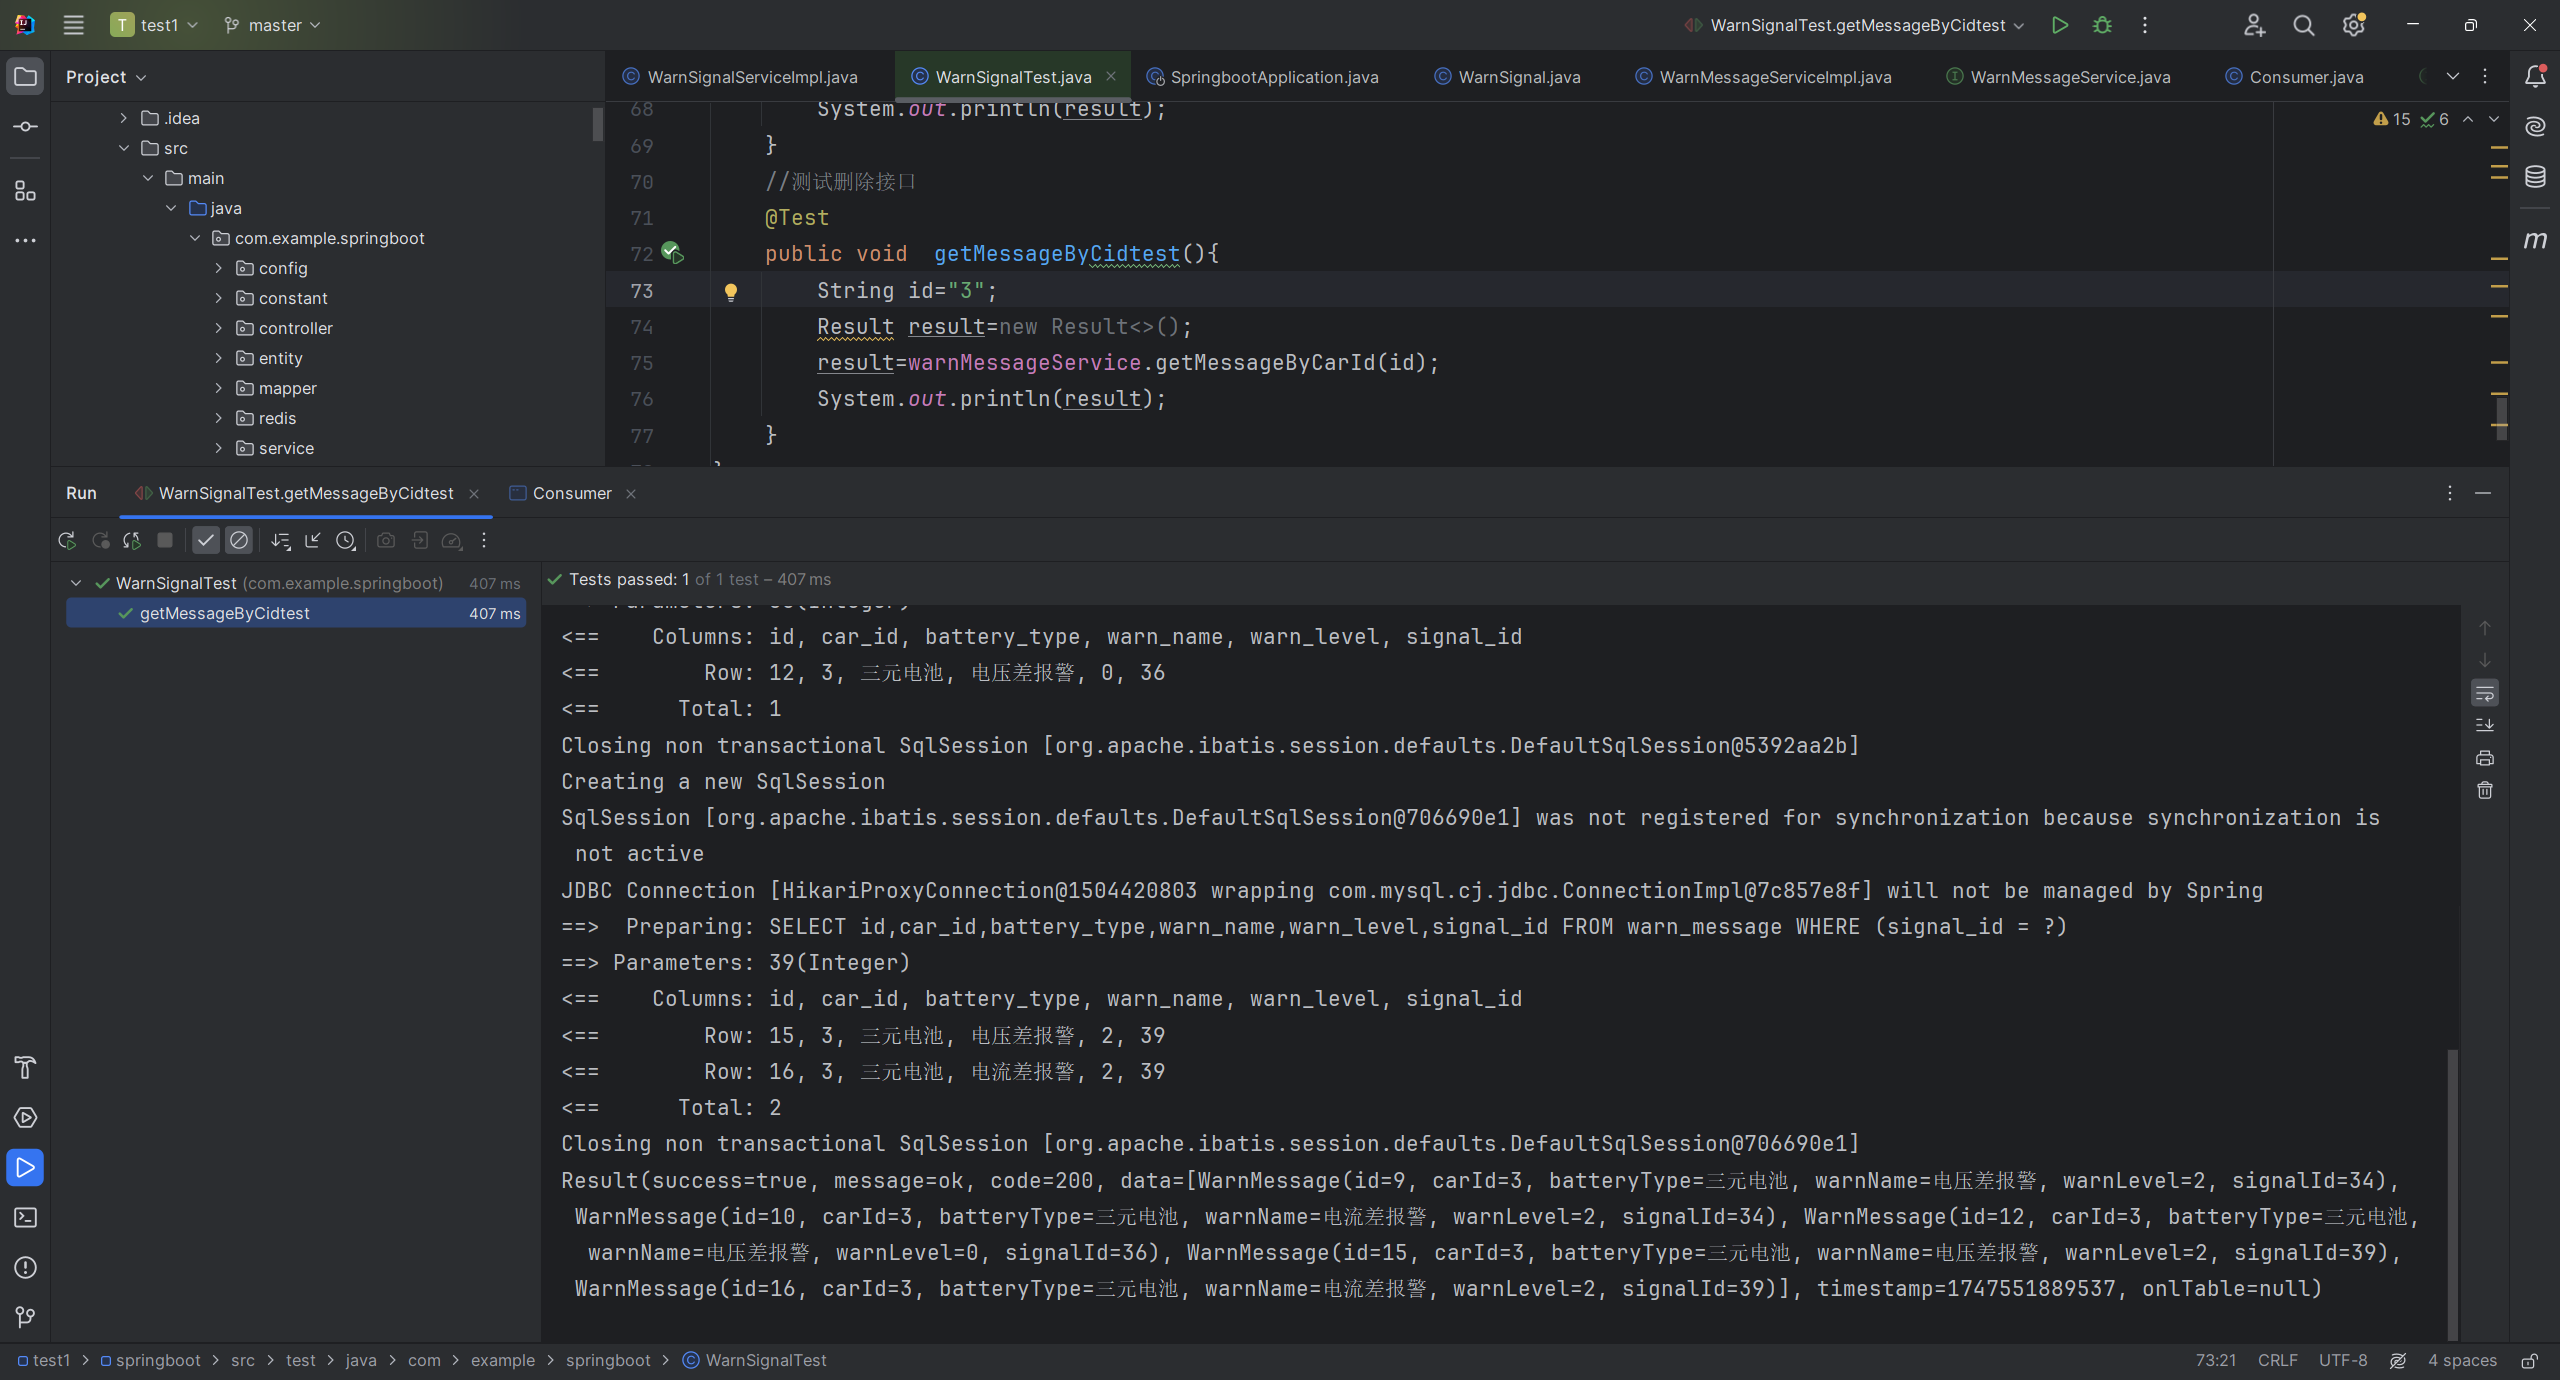 T test1 master WarnSignalTest.getMessageByCidtest
Project
WarnSignalServiceImpl.java WarnSignalTest.java SpringbootApplication.java WarnSignal.java WarnMessageServiceImpl.java WarnMessageService.java Consumer.java
.idea
src
main
java
com.example.springboot
config
constant
controller
entity
mapper
redis
service
15 6
68 System.out.println(result);
69 }
70 //测试删除接口
71 @Test
72 public void  getMessageByCidtest(){
73 String id="3";
74 Result result=new Result<>();
75 result=warnMessageService.getMessageByCarId(id);
76 System.out.println(result);
77 }
Run WarnSignalTest.getMessageByCidtest Consumer
WarnSignalTest (com.example.springboot) 407 ms
getMessageByCidtest 407 ms
Tests passed: 1 of 1 test – 407 ms
<==    Columns: id, car_id, battery_type, warn_name, warn_level, signal_id
<==        Row: 12, 3, 三元电池, 电压差报警, 0, 36
<==      Total: 1
Closing non transactional SqlSession [org.apache.ibatis.session.defaults.DefaultSqlSession@5392aa2b]
Creating a new SqlSession
SqlSession [org.apache.ibatis.session.defaults.DefaultSqlSession@706690e1] was not registered for synchronization because synchronization is
not active
JDBC Connection [HikariProxyConnection@1504420803 wrapping com.mysql.cj.jdbc.ConnectionImpl@7c857e8f] will not be managed by Spring
==>  Preparing: SELECT id,car_id,battery_type,warn_name,warn_level,signal_id FROM warn_message WHERE (signal_id = ?)
==> Parameters: 39(Integer)
<==    Columns: id, car_id, battery_type, warn_name, warn_level, signal_id
<==        Row: 15, 3, 三元电池, 电压差报警, 2, 39
<==        Row: 16, 3, 三元电池, 电流差报警, 2, 39
<==      Total: 2
Closing non transactional SqlSession [org.apache.ibatis.session.defaults.DefaultSqlSession@706690e1]
Result(success=true, message=ok, code=200, data=[WarnMessage(id=9, carId=3, batteryType=三元电池, warnName=电压差报警, warnLevel=2, signalId=34),
WarnMessage(id=10, carId=3, batteryType=三元电池, warnName=电流差报警, warnLevel=2, signalId=34), WarnMessage(id=12, carId=3, batteryType=三元电池,
warnName=电压差报警, warnLevel=0, signalId=36), WarnMessage(id=15, carId=3, batteryType=三元电池, warnName=电压差报警, warnLevel=2, signalId=39),
WarnMessage(id=16, carId=3, batteryType=三元电池, warnName=电流差报警, warnLevel=2, signalId=39)], timestamp=1747551889537, onlTable=null)
test1 > springboot > src > test > java > com > example > springboot > WarnSignalTest 73:21 CRLF UTF-8 4 spaces